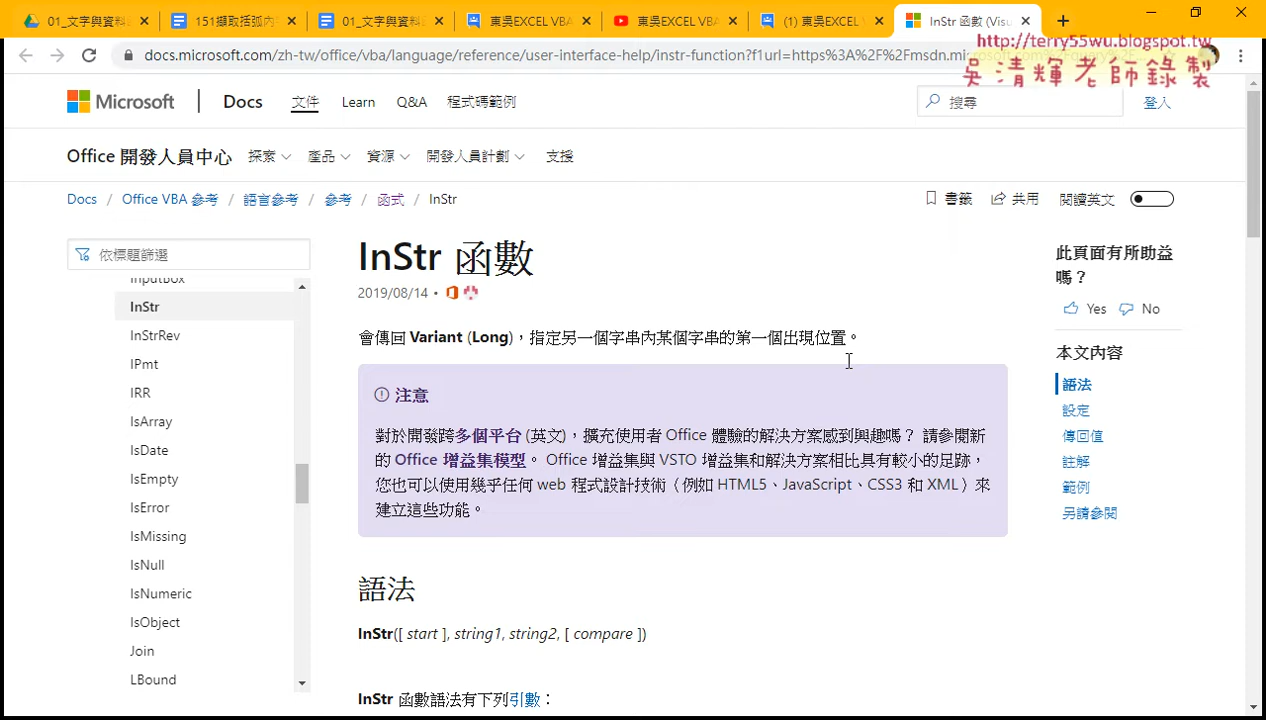 01_文字與資料
151擷取括弧內
01_文字與資料
東吳EXCEL VBA
東吳EXCEL VBA
(1) 東吳EXCEL
InStr 函數 (Visu
http://terry55wu.blogspot.tw
吳清輝老師錄製
docs.microsoft.com/zh-tw/office/vba/language/reference/user-interface-help/instr-function?f1url=https%3A%2F%2Fmsdn.mi
Microsoft Docs 文件 Learn Q&A 程式碼範例 搜尋 登入
Office 開發人員中心 探索 產品 資源 開發人員計劃 支援
Docs / Office VBA 參考 / 語言參考 / 參考 / 函式 / InStr 書籤 共用 閱讀英文
依標題篩選
InputBox
InStr
InStrRev
IPmt
IRR
IsArray
IsDate
IsEmpty
IsError
IsMissing
IsNull
IsNumeric
IsObject
Join
LBound
InStr 函數
2019/08/14 •
會傳回 Variant (Long)，指定另一個字串內某個字串的第一個出現位置。
注意
對於開發跨多個平台 (英文)，擴充使用者 Office 體驗的解決方案感到興趣嗎？ 請參閱新
的 Office 增益集模型。 Office 增益集與 VSTO 增益集和解決方案相比具有較小的足跡，
您也可以使用幾乎任何 web 程式設計技術（例如 HTML5、JavaScript、CSS3 和 XML）來
建立這些功能。
語法
InStr([ start ], string1, string2, [ compare ])
InStr 函數語法有下列引數：
此頁面有所助益
嗎？
Yes No
本文內容
語法
設定
傳回值
註解
範例
另請參閱